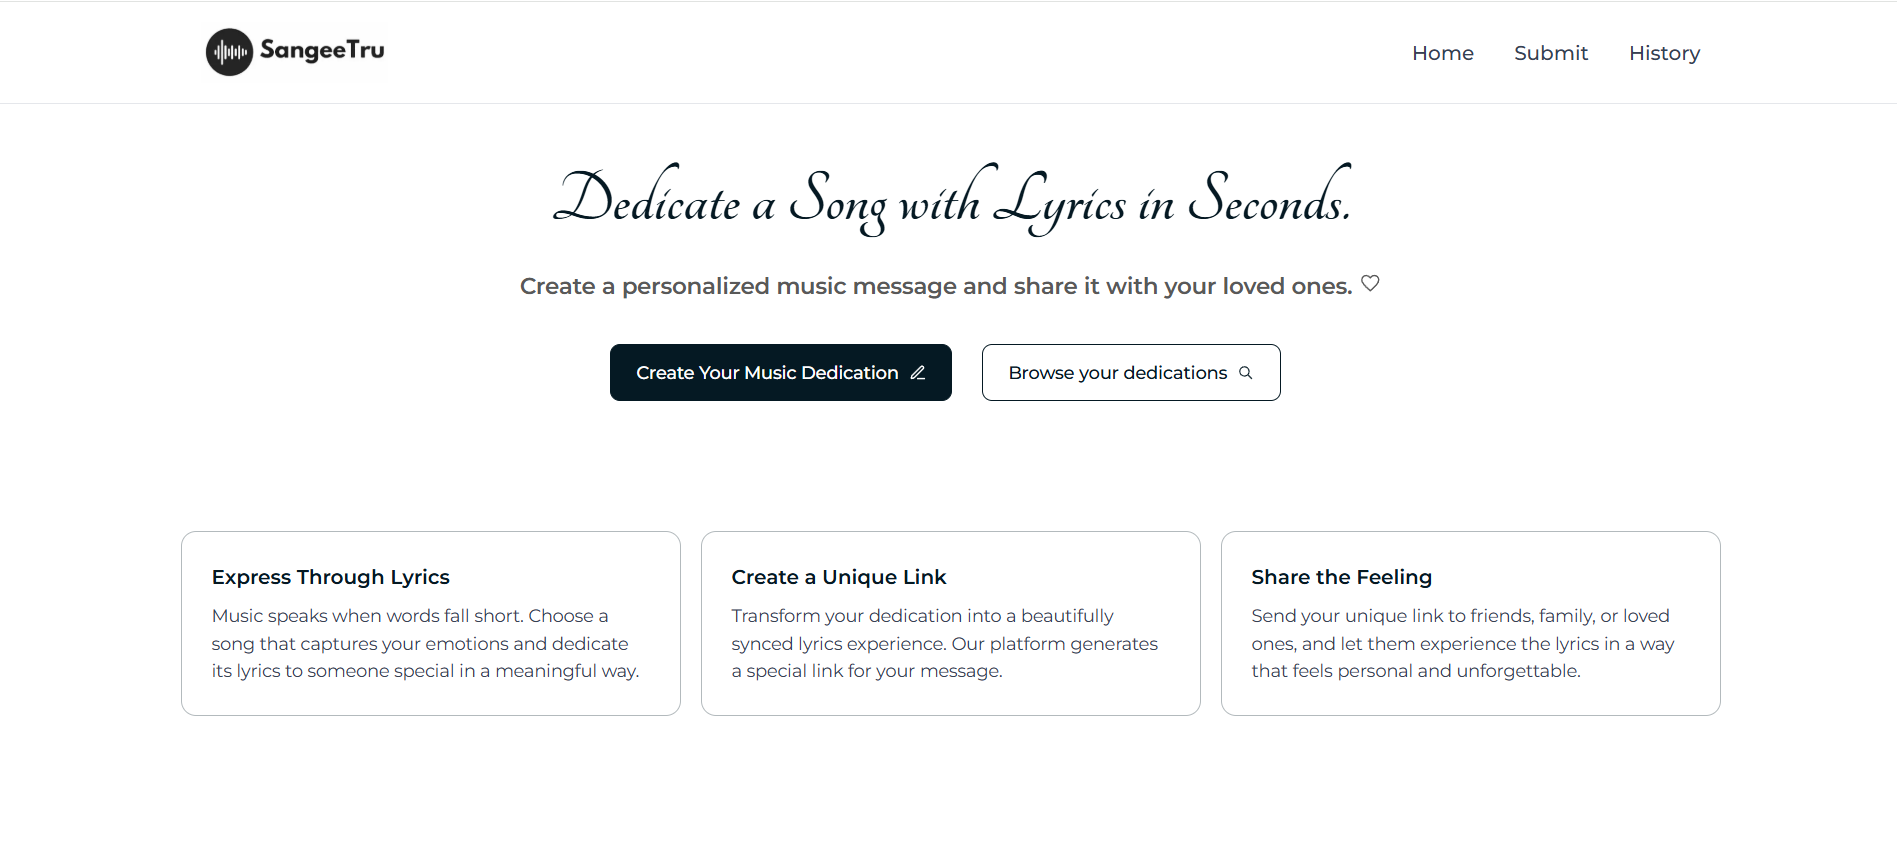 SangeeTru
Home Submit History
Dedicate a Song with Lyrics in Seconds.
Create a personalized music message and share it with your loved ones.
Create Your Music Dedication
Browse your dedications
Express Through Lyrics
Music speaks when words fall short. Choose a
song that captures your emotions and dedicate
its lyrics to someone special in a meaningful way.
Create a Unique Link
Transform your dedication into a beautifully
synced lyrics experience. Our platform generates
a special link for your message.
Share the Feeling
Send your unique link to friends, family, or loved
ones, and let them experience the lyrics in a way
that feels personal and unforgettable.